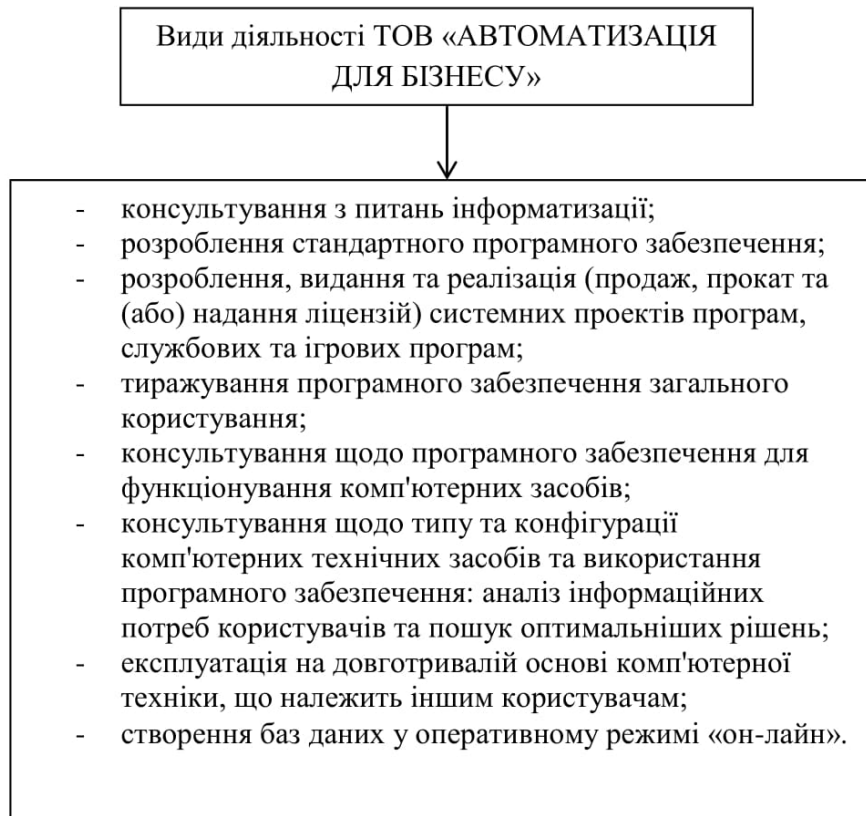 Види діяльності ТОВ «АВТОМАТИЗАЦІЯ
ДЛЯ БІЗНЕСУ»
- консультування з питань інформатизації;
- розроблення стандартного програмного забезпечення;
- розроблення, видання та реалізація (продаж, прокат та
(або) надання ліцензій) системних проектів програм,
службових та ігрових програм;
- тиражування програмного забезпечення загального
користування;
- консультування щодо програмного забезпечення для
функціонування комп'ютерних засобів;
- консультування щодо типу та конфігурації
комп'ютерних технічних засобів та використання
програмного забезпечення: аналіз інформаційних
потреб користувачів та пошук оптимальніших рішень;
- експлуатація на довготривалій основі комп'ютерної
техніки, що належить іншим користувачам;
- створення баз даних у оперативному режимі «он-лайн».